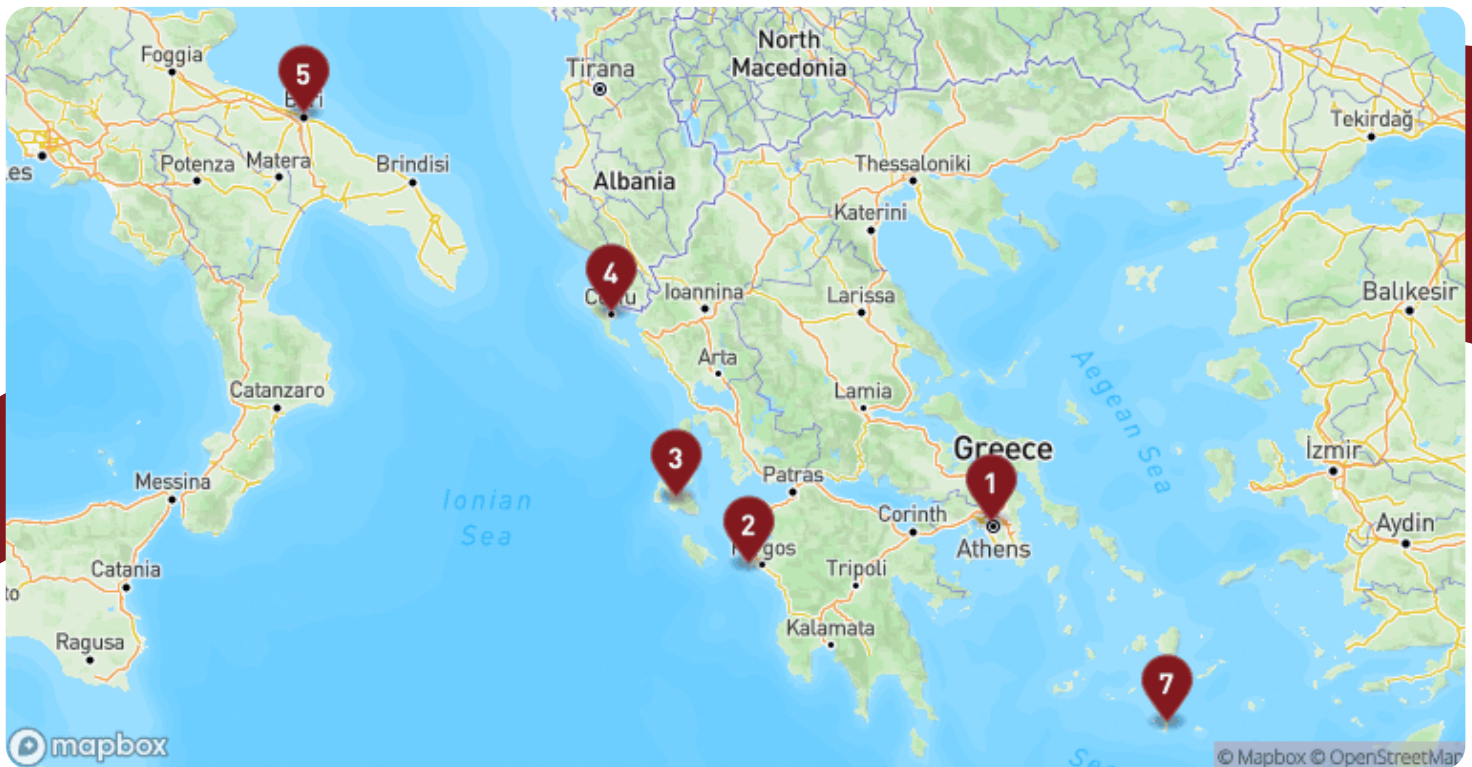 North
Macedonia
Foggia
5
Tirana
Tekirdağ
Potenza
Matera
Brindisi
Thessaloniki
les
Albania
Katerini
4
Ioannina
Larissa
Balıkesir
Arta
Aegean Sea
Catanzaro
Lamia
Greece
İzmir
3
Messina
Patras
1
Ionian
Sea
Corinth
2
Aydin
Athens
Catania
Tripoli
to
Kalamata
Ragusa
7
mapbox
© Mapbox © OpenStreetMap